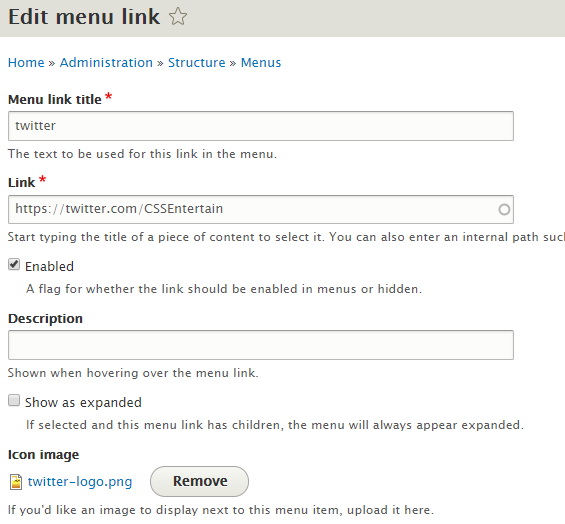 Edit menu link
Home » Administration » Structure » Menus
Menu link title *
twitter
The text to be used for this link in the menu.
Link *
https://twitter.com/CSSEntertain
Start typing the title of a piece of content to select it. You can also enter an internal path suc
Enabled
A flag for whether the link should be enabled in menus or hidden.
Description
Shown when hovering over the menu link.
Show as expanded
If selected and this menu link has children, the menu will always appear expanded.
Icon image
twitter-logo.png Remove
If you'd like an image to display next to this menu item, upload it here.